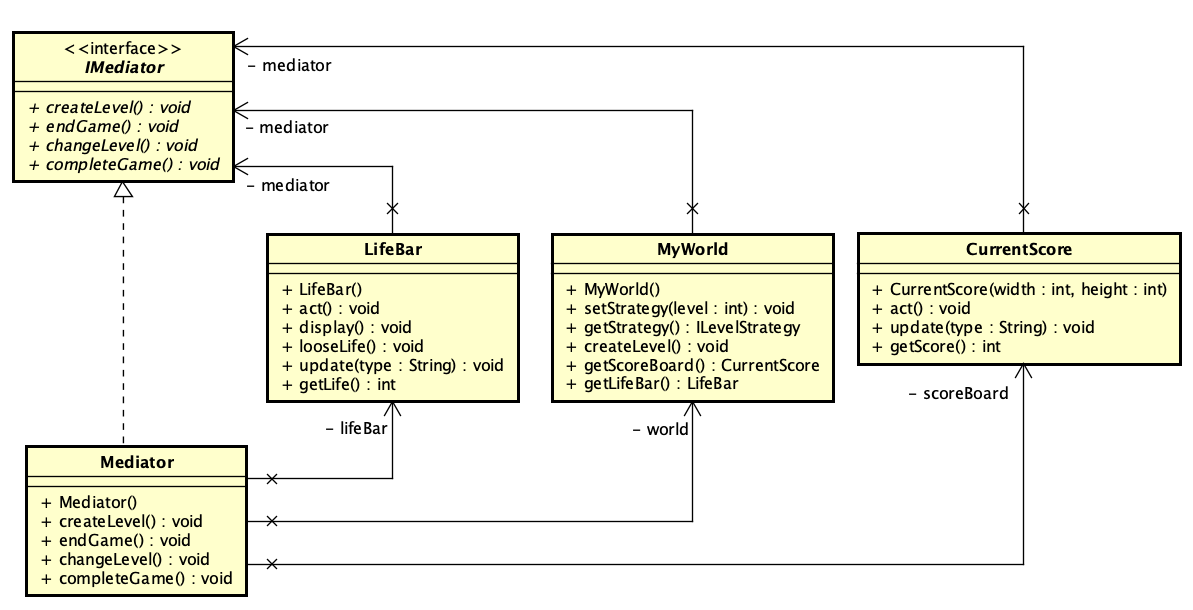 <<interface>>
IMediator
+ createLevel() : void
+ endGame() : void
+ changeLevel() : void
+ completeGame() : void
- mediator
- mediator
- mediator
LifeBar
+ LifeBar()
+ act() : void
+ display() : void
+ looseLife() : void
+ update(type : String) : void
+ getLife() : int
MyWorld
+ MyWorld()
+ setStrategy(level : int) : void
+ getStrategy() : ILevelStrategy
+ createLevel() : void
+ getScoreBoard() : CurrentScore
+ getLifeBar() : LifeBar
CurrentScore
+ CurrentScore(width : int, height : int)
+ act() : void
+ update(type : String) : void
+ getScore() : int
- lifeBar
- world
- scoreBoard
Mediator
+ Mediator()
+ createLevel() : void
+ endGame() : void
+ changeLevel() : void
+ completeGame() : void